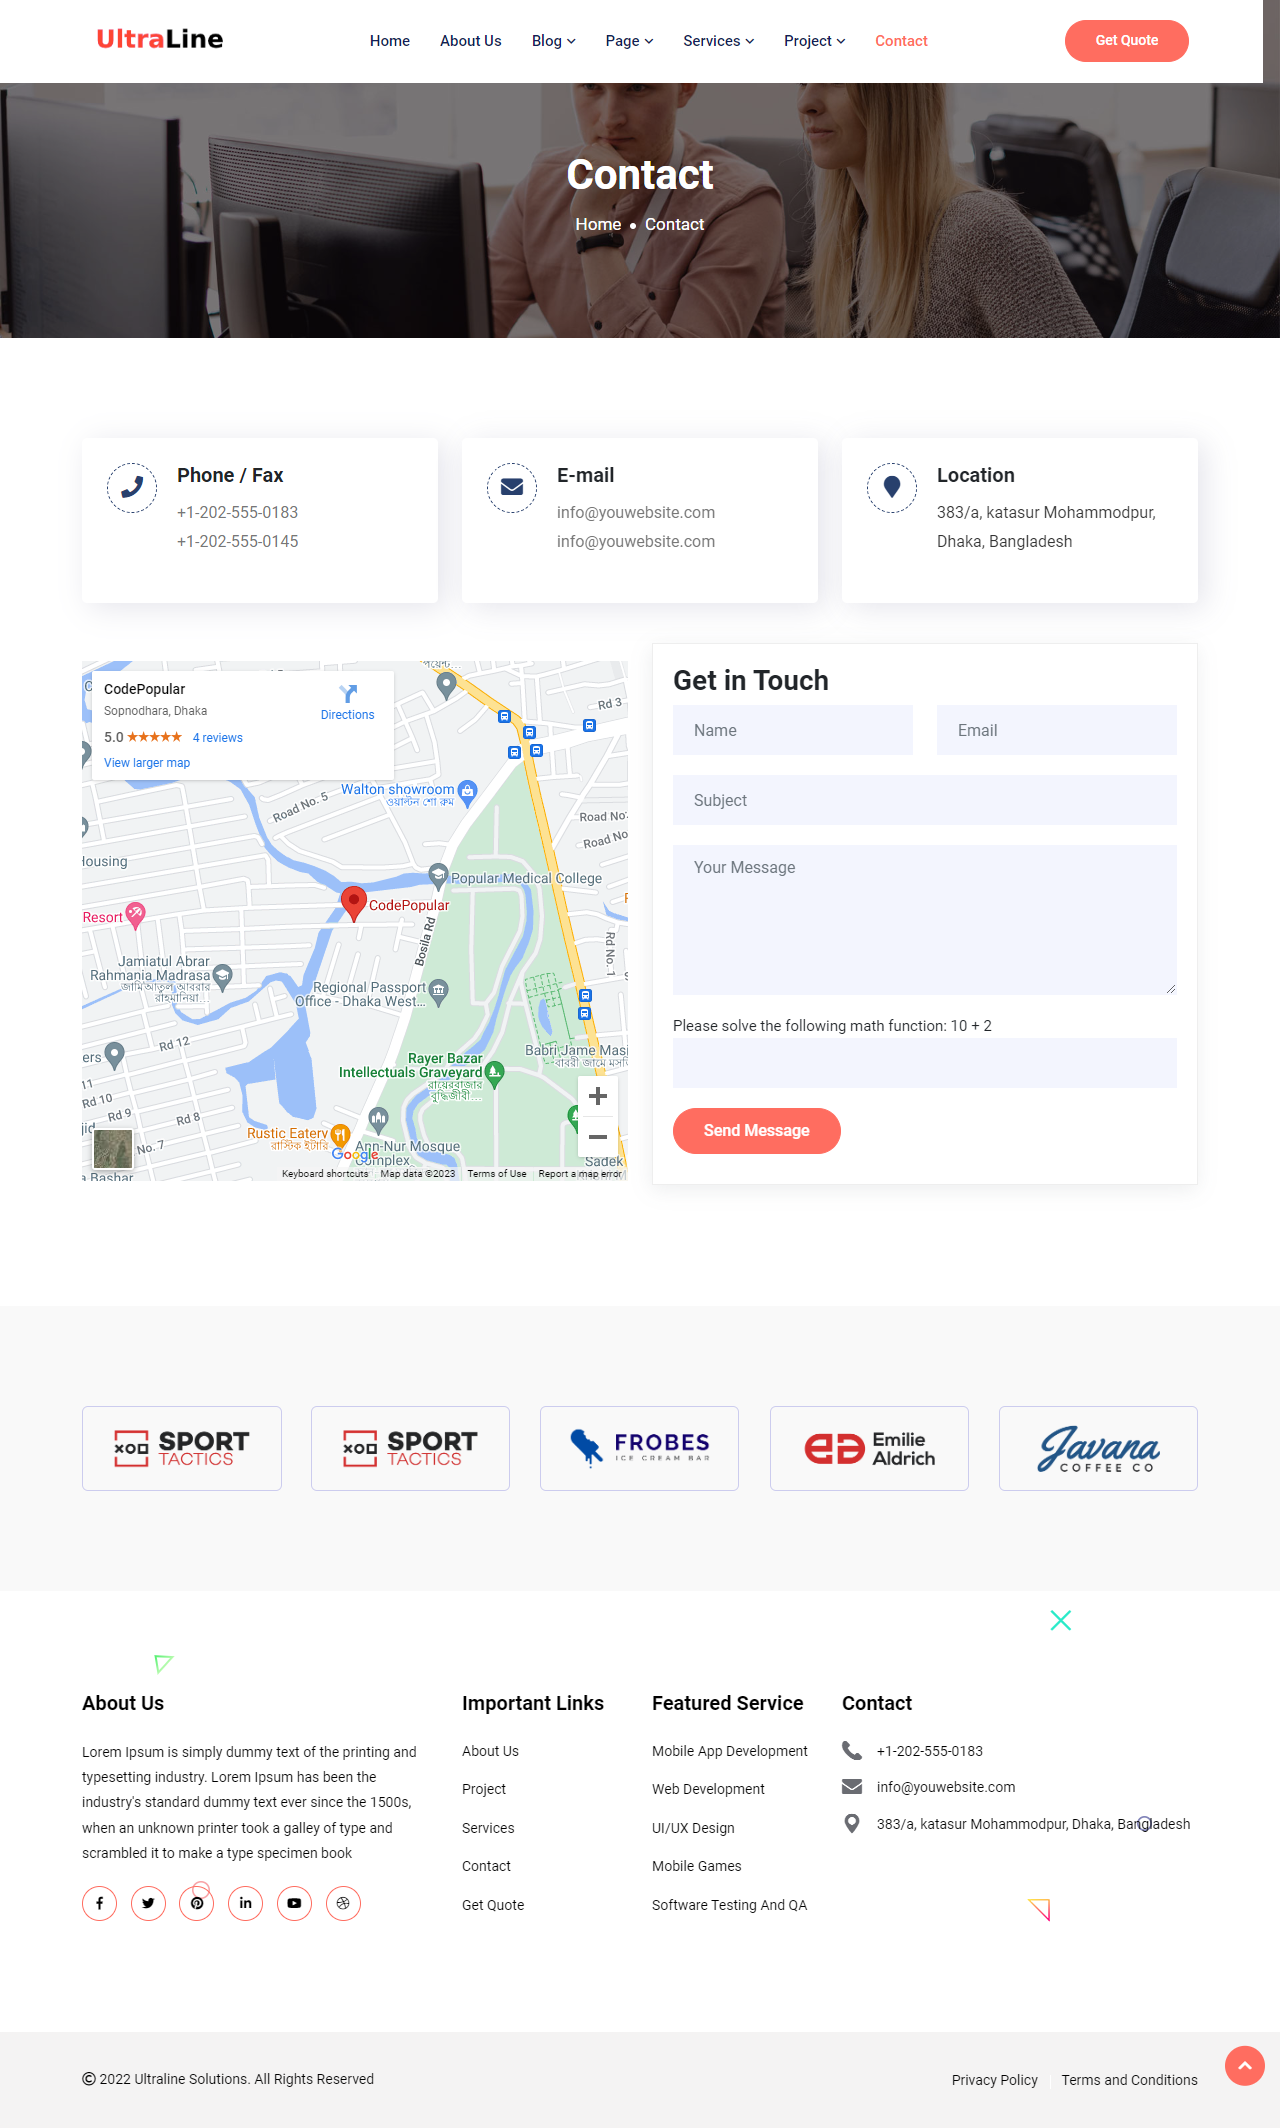 UltraLine
Home About Us Blog Page Services Project Contact
Get Quote
Contact
Home Contact
Phone / Fax
+1-202-555-0183
+1-202-555-0145
E-mail
info@youwebsite.com
info@youwebsite.com
Location
383/a, katasur Mohammodpur,
Dhaka, Bangladesh
CodePopular
Sopnodhara, Dhaka
5.0 ★★★★★ 4 reviews
View larger map
Directions
Rd 3
Walton showroom
ওয়াল্টন শো রুম
Road No. 5
Road No
Road No.
Housing
Popular Medical College
CodePopular
Resort
Bosila Rd
Rd No. 1
Jamiatul Abrar
Rahmania Madrasa
জামি'আতুল আবরার
রাহমানিয়া...
Regional Passport
Office - Dhaka West...
Rd 12
Babri Jame Masj
Rayer Bazar
Intellectuals Graveyard
রায়েরবাজার
বুদ্ধিজীবী...
11
Rd 10
Rd 9
Rd 8
No. 7
Rustic Eatery
রাস্টিক ইটারি
Ann-Nur Mosque
Complex
Sadek
a Bashar
Google
Keyboard shortcuts Map data ©2023 Terms of Use Report a map error
Get in Touch
Name
Email
Subject
Your Message
Please solve the following math function: 10 + 2
Send Message
XO SPORT
TACTICS
XO SPORT
TACTICS
FROBES
ICE CREAM BAR
Emilie
Aldrich
Javana
COFFEE CO
About Us
Lorem Ipsum is simply dummy text of the printing and
typesetting industry. Lorem Ipsum has been the
industry's standard dummy text ever since the 1500s,
when an unknown printer took a galley of type and
scrambled it to make a type specimen book
Important Links
About Us
Project
Services
Contact
Get Quote
Featured Service
Mobile App Development
Web Development
UI/UX Design
Mobile Games
Software Testing And QA
Contact
+1-202-555-0183
info@youwebsite.com
383/a, katasur Mohammodpur, Dhaka, Bangladesh
© 2022 Ultraline Solutions. All Rights Reserved
Privacy Policy Terms and Conditions